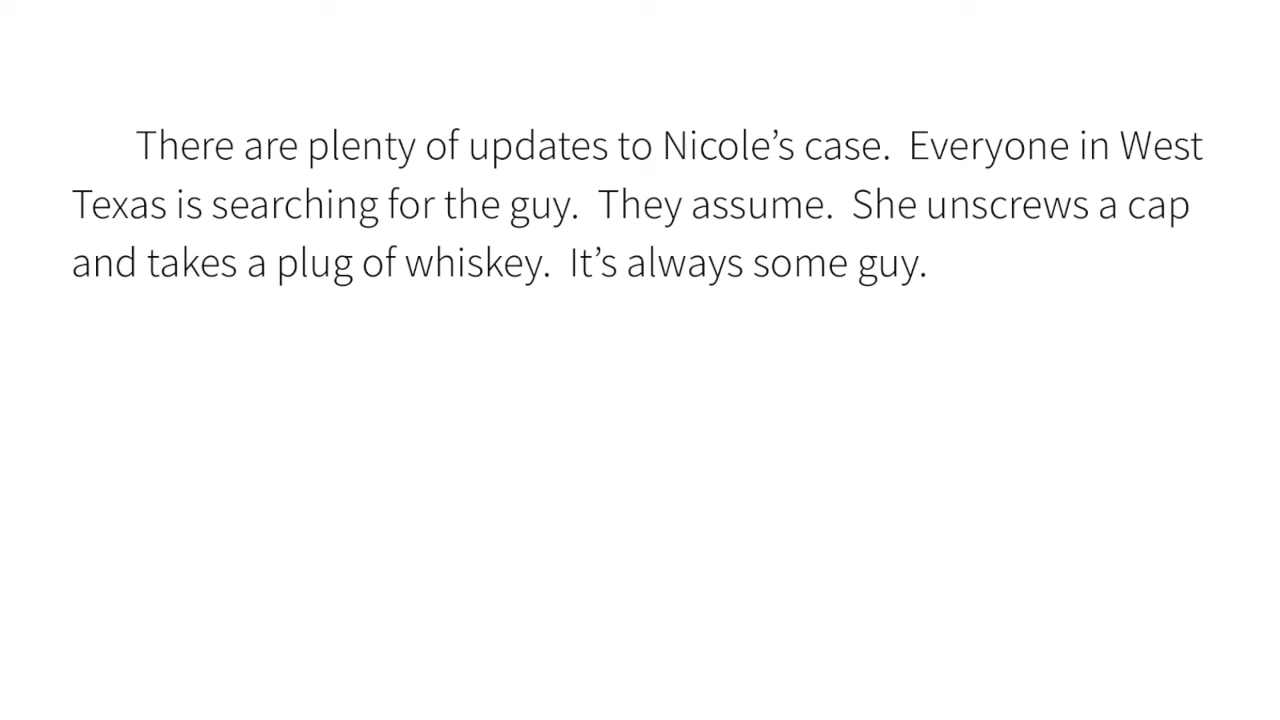 There are plenty of updates to Nicole’s case.  Everyone in West
Texas is searching for the guy.  They assume.  She unscrews a cap
and takes a plug of whiskey.  It’s always some guy.